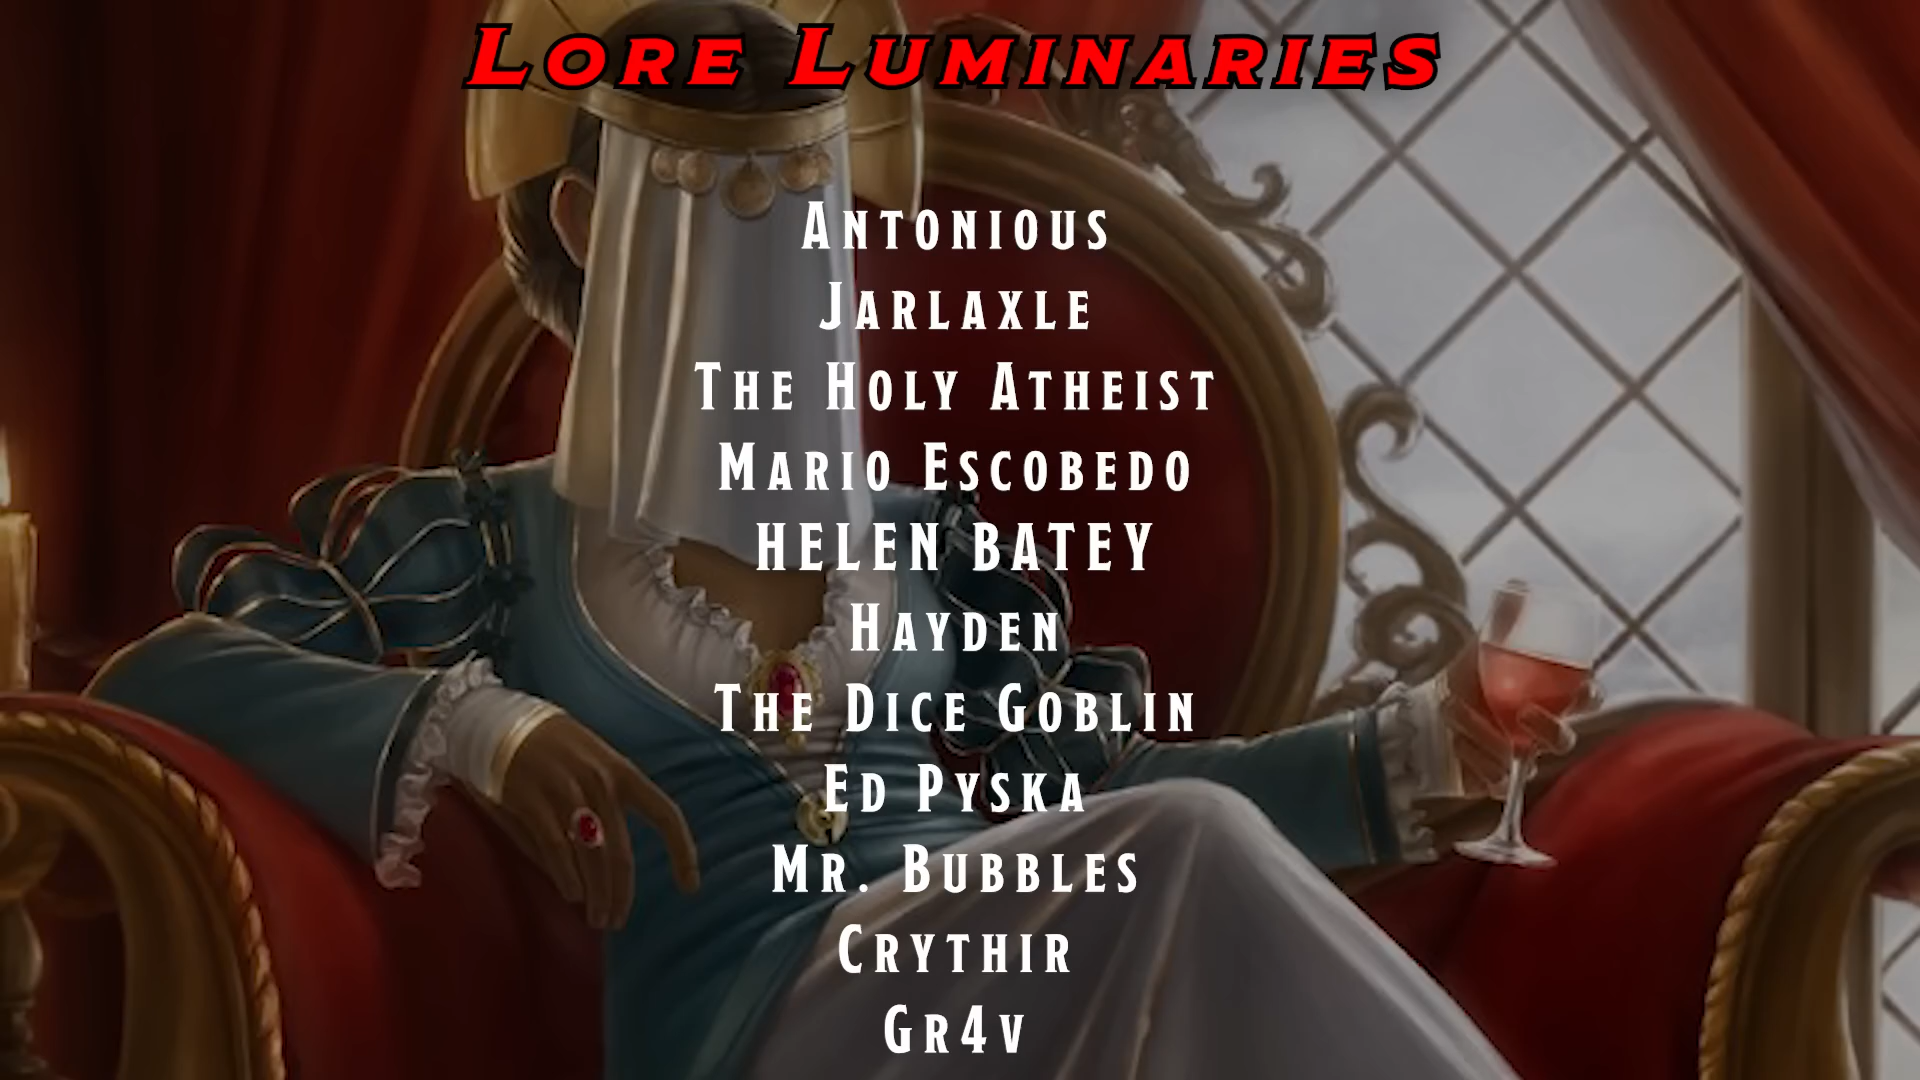 Lore Luminaries
Antonious
Jarlaxle
The Holy Atheist
Mario Escobedo
HELEN BATEY
Hayden
The Dice Goblin
Ed Pyska
Mr. Bubbles
Crythir
Gr4v